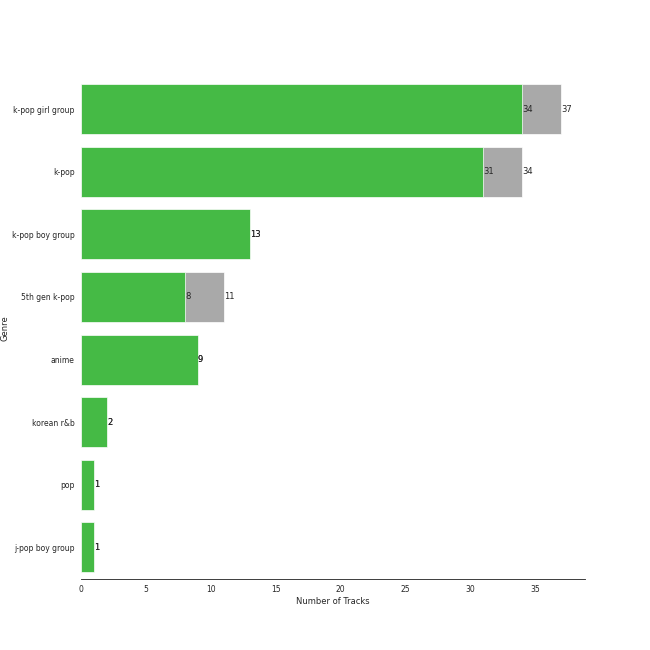 k-pop girl group 34 37
k-pop 31 34
k-pop boy group 13
5th gen k-pop 8 11
Genre
anime 9
korean r&b 2
pop 1
j-pop boy group 1
0 5 10 15 20 25 30 35
Number of Tracks